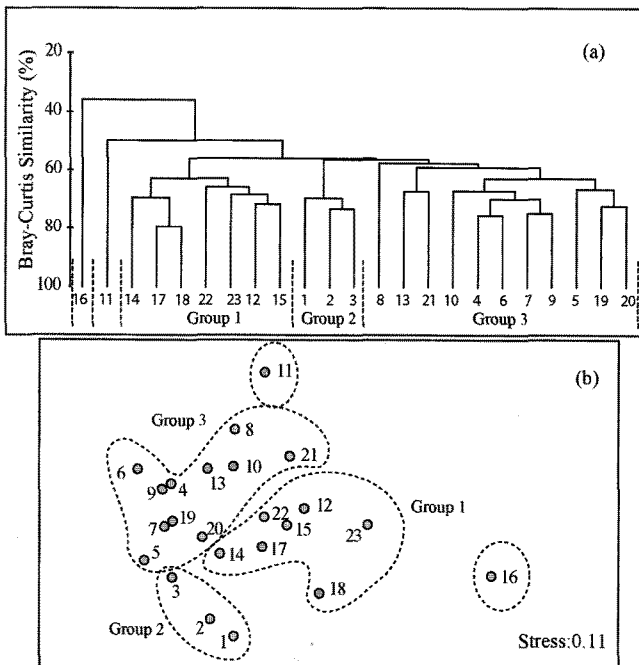 (a)
Bray-Curtis Similarity (%)
20
40
60
80
100
16 11 14 17 18 22 23 12 15 1 2 3 8 13 21 10 4 6 7 9 5 19 20
Group 1 Group 2 Group 3
(b)
11
Group 3
8
6 4 13 10 21
9
12 Group 1
22
7 19 15 23
20
14 17
5
3 18 16
2
Group 2 1
Stress:0.11